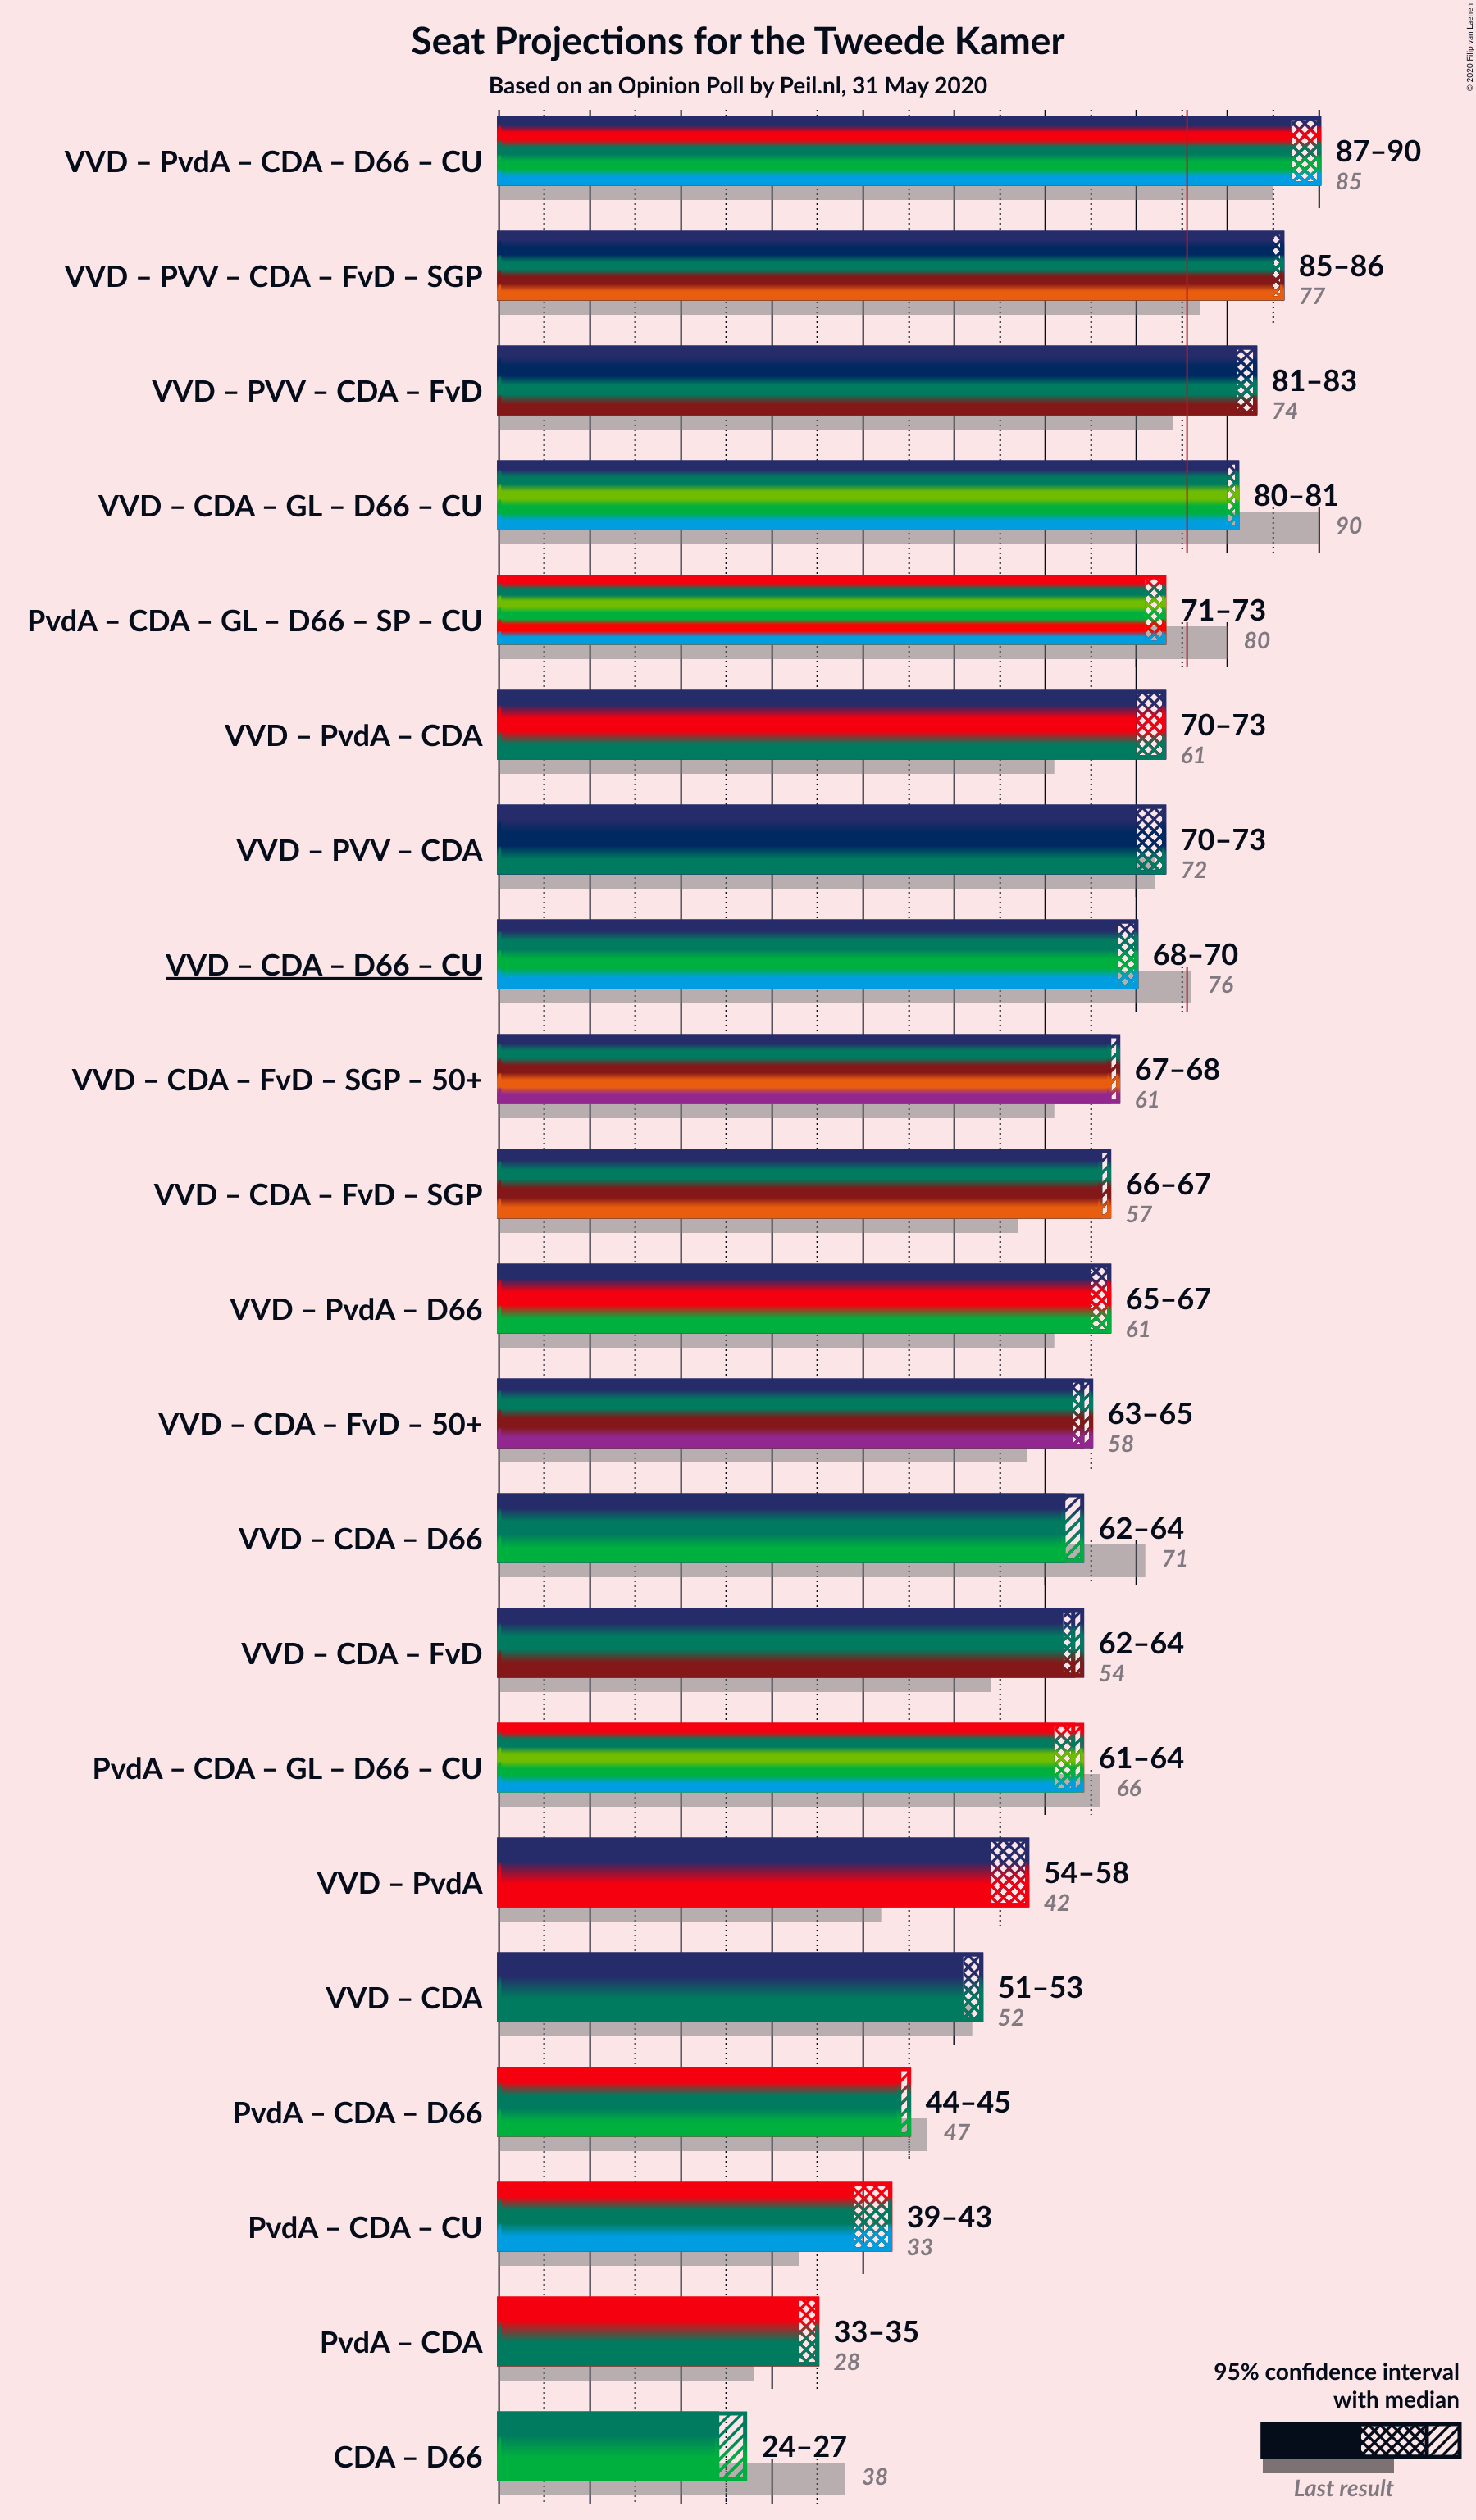 Seat Projections for the Tweede Kamer
Based on an Opinion Poll by Peil.nl, 31 May 2020
© 2020 Filip van Laenen
VVD – PvdA – CDA – D66 – CU
87–90
85
VVD – PVV – CDA – FvD – SGP
85–86
77
VVD – PVV – CDA – FvD
81–83
74
VVD – CDA – GL – D66 – CU
80–81
90
PvdA – CDA – GL – D66 – SP – CU
71–73
80
VVD – PvdA – CDA
70–73
61
VVD – PVV – CDA
70–73
72
VVD – CDA – D66 – CU
68–70
76
VVD – CDA – FvD – SGP – 50+
67–68
61
VVD – CDA – FvD – SGP
66–67
57
VVD – PvdA – D66
65–67
61
VVD – CDA – FvD – 50+
63–65
58
VVD – CDA – D66
62–64
71
VVD – CDA – FvD
62–64
54
PvdA – CDA – GL – D66 – CU
61–64
66
VVD – PvdA
54–58
42
VVD – CDA
51–53
52
PvdA – CDA – D66
44–45
47
PvdA – CDA – CU
39–43
33
PvdA – CDA
33–35
28
CDA – D66
24–27
38
95% confidence interval
with median
Last result